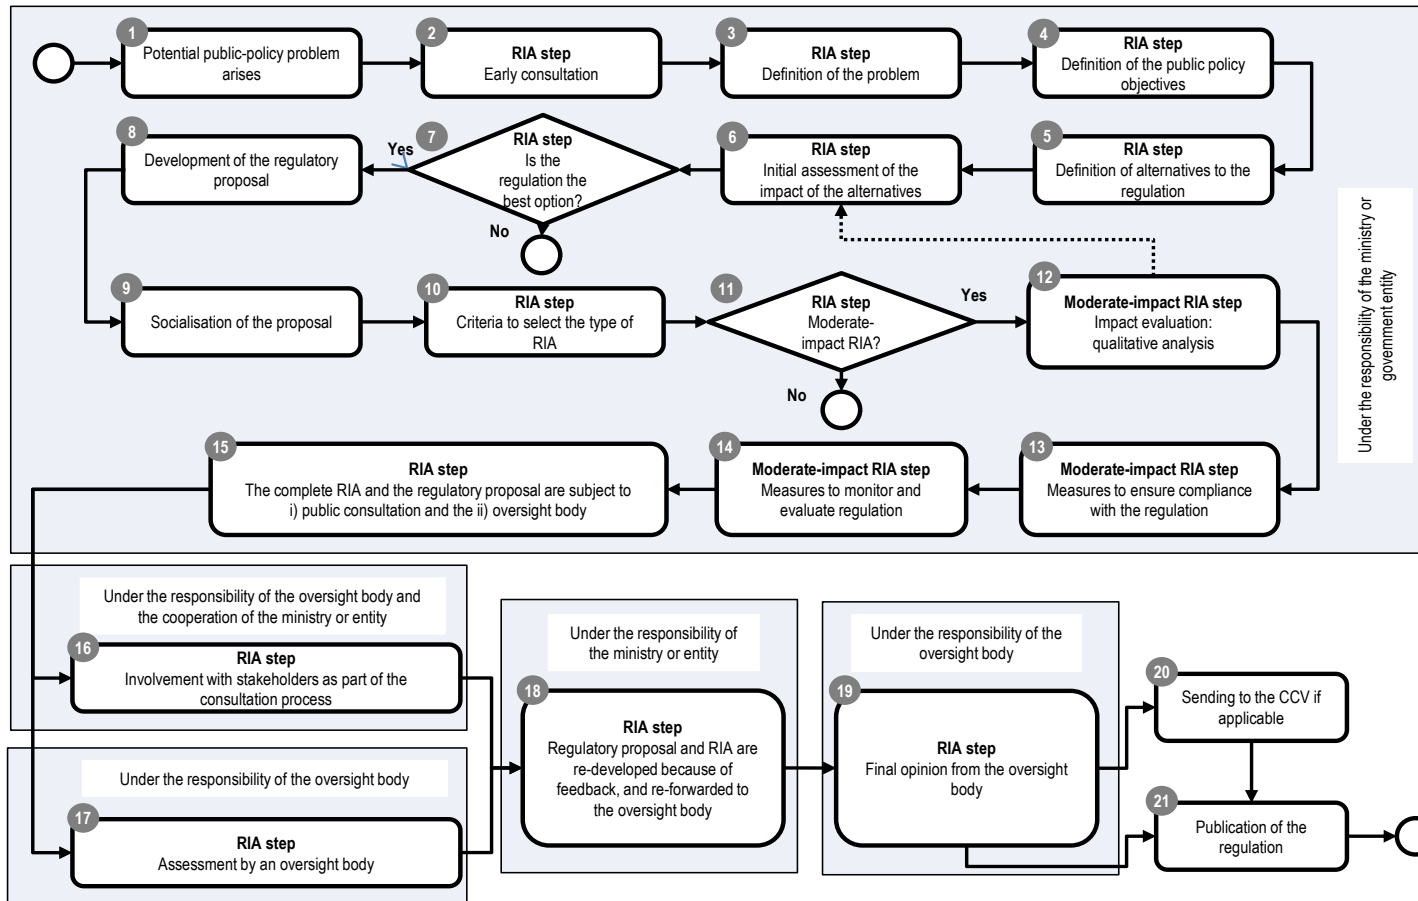 1
Potential public-policy problem
arises
2
RIA step
Early consultation
3
RIA step
Definition of the problem
4
RIA step
Definition of the public policy
objectives
8
Development of the regulatory
proposal
Yes
7
RIA step
Is the
regulation the
best option?
No
6
RIA step
Initial assessment of the
impact of the alternatives
5
RIA step
Definition of alternatives to the
regulation
Under the responsibility of the ministry or
government entity
9
Socialisation of the proposal
10
RIA step
Criteria to select the type of
RIA
11
RIA step
Moderate-
impact RIA?
Yes
No
12
Moderate-impact RIA step
Impact evaluation:
qualitative analysis
15
RIA step
The complete RIA and the regulatory proposal are subject to
i) public consultation and the ii) oversight body
14
Moderate-impact RIA step
Measures to monitor and
evaluate regulation
13
Moderate-impact RIA step
Measures to ensure compliance
with the regulation
Under the responsibility of the oversight body and
the cooperation of the ministry or entity
16
RIA step
Involvement with stakeholders as part of the
consultation process
Under the responsibility of the oversight body
17
RIA step
Assessment by an oversight body
Under the responsibility of
the ministry or entity
18
RIA step
Regulatory proposal and RIA are
re-developed because of
feedback, and re-forwarded to
the oversight body
Under the responsibility of the
oversight body
19
RIA step
Final opinion from the oversight
body
20
Sending to the CCV if
applicable
21
Publication of the
regulation